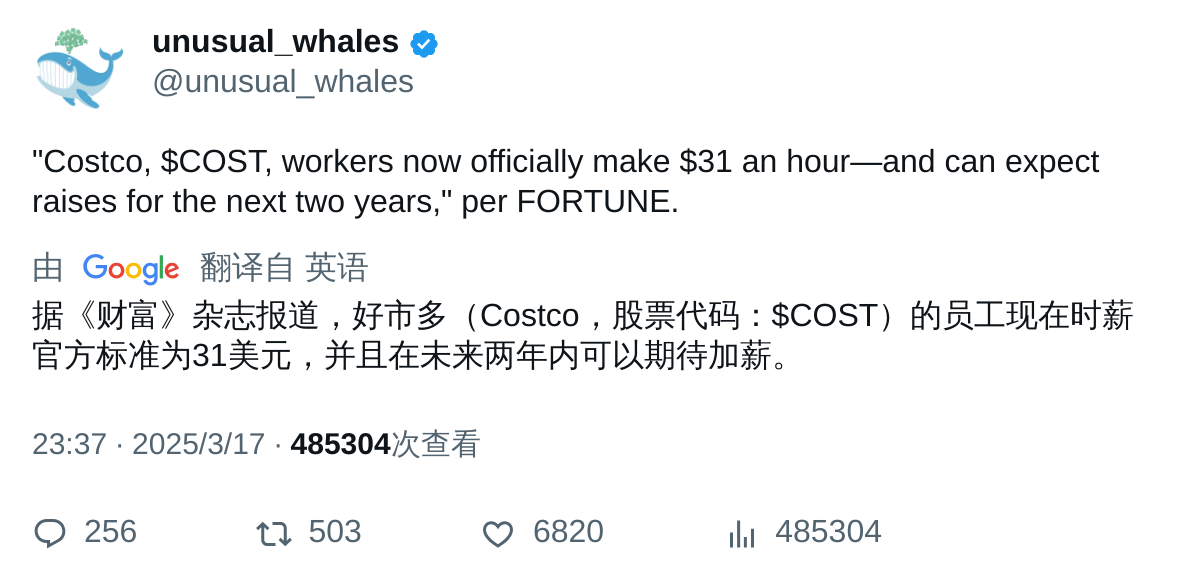 unusual_whales
@unusual_whales
"Costco, $COST, workers now officially make $31 an hour—and can expect
raises for the next two years," per FORTUNE.
由 Google 翻译自 英语
据《财富》杂志报道，好市多（Costco，股票代码：$COST）的员工现在时薪
官方标准为31美元，并且在未来两年内可以期待加薪。
23:37 · 2025/3/17 · 485304次查看
256 503 6820 485304